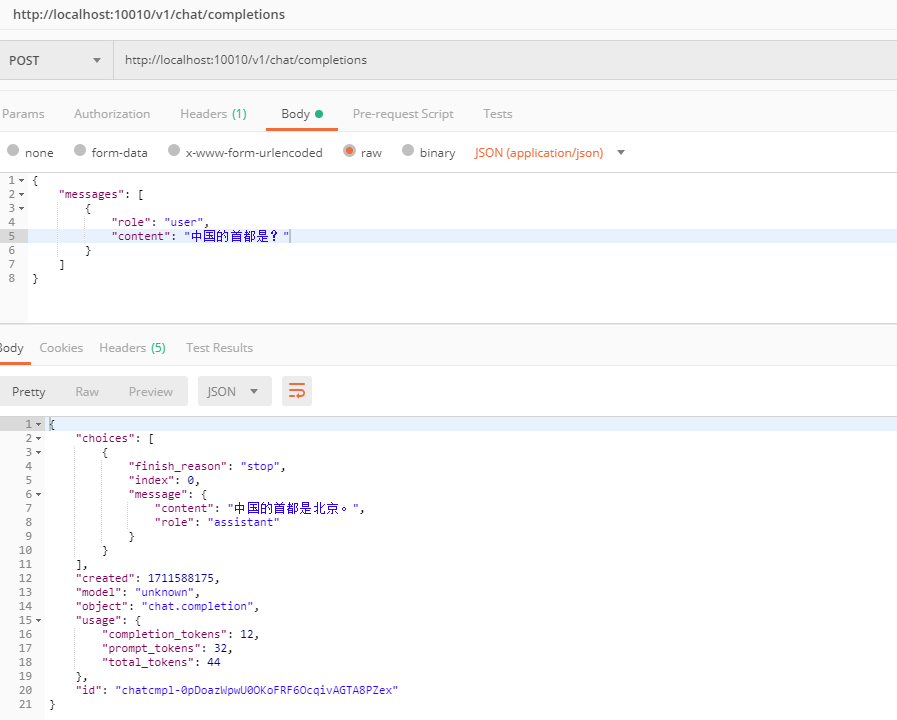 http://localhost:10010/v1/chat/completions
POST http://localhost:10010/v1/chat/completions
Params Authorization Headers (1) Body Pre-request Script Tests
none form-data x-www-form-urlencoded raw binary JSON (application/json)
1 {
2 "messages": [
3 {
4 "role": "user",
5 "content": "中国的首都是？"
6 }
7 ]
8 }
Body Cookies Headers (5) Test Results
Pretty Raw Preview JSON
1 {
2 "choices": [
3 {
4 "finish_reason": "stop",
5 "index": 0,
6 "message": {
7 "content": "中国的首都是北京。",
8 "role": "assistant"
9 }
10 }
11 ],
12 "created": 1711588175,
13 "model": "unknown",
14 "object": "chat.completion",
15 "usage": {
16 "completion_tokens": 12,
17 "prompt_tokens": 32,
18 "total_tokens": 44
19 },
20 "id": "chatcmpl-0pDoazWpwU0OKoFRF6OcqivAGTA8PZex"
21 }